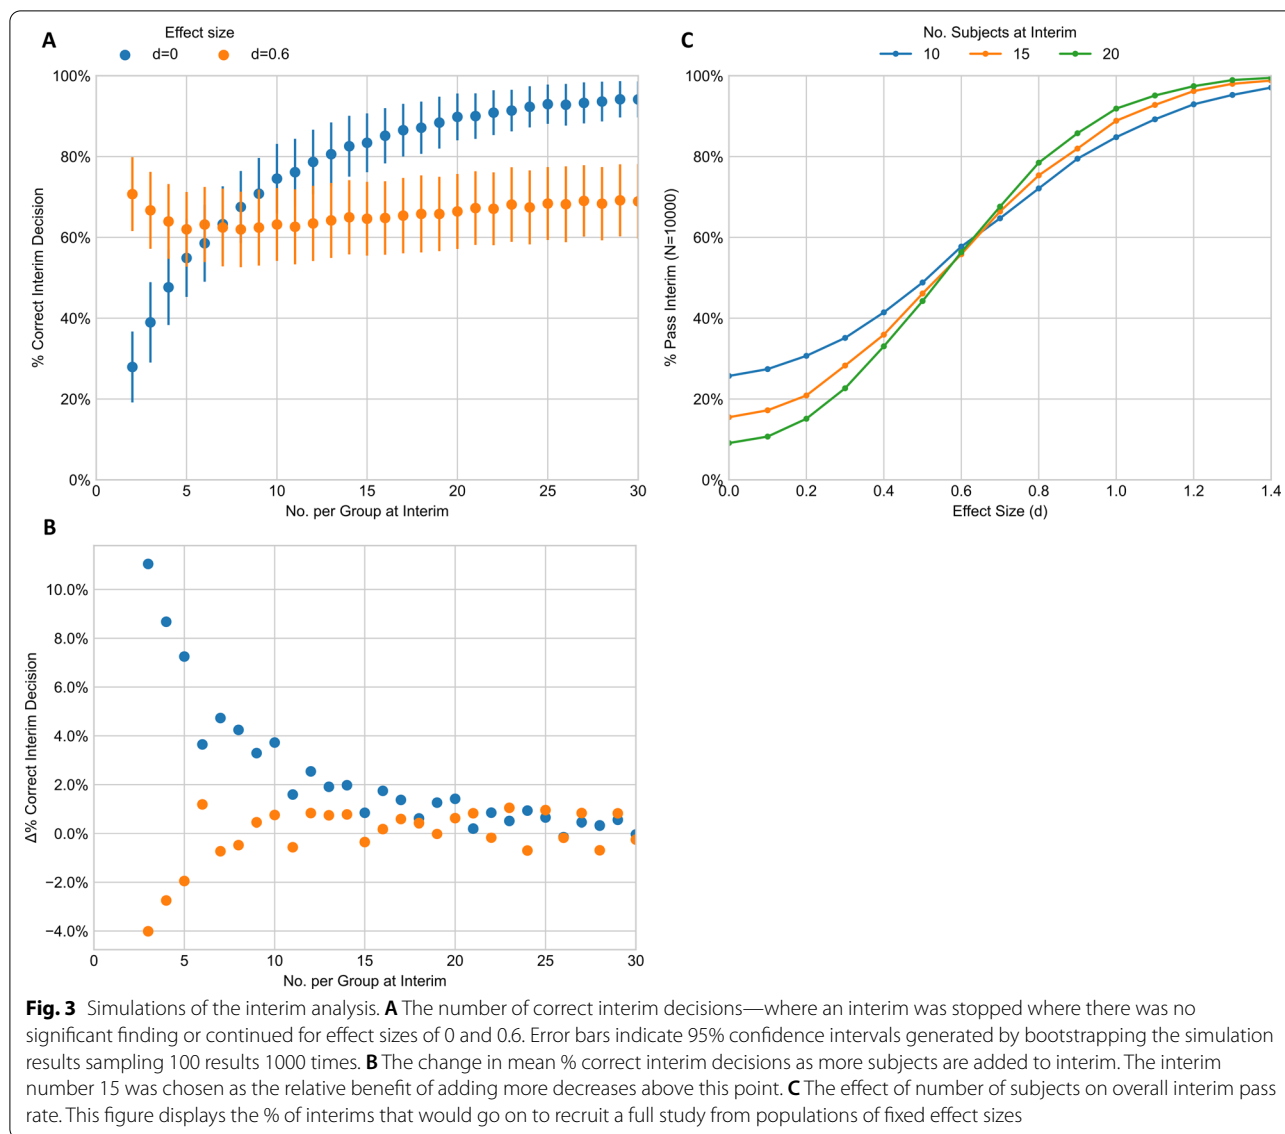 A
Effect size
d=0 d=0.6
100%
80%
60%
40%
20%
0%
0 5 10 15 20 25 30
% Correct Interim Decision
No. per Group at Interim
C
No. Subjects at Interim
10 15 20
100%
80%
60%
40%
20%
0%
0.0 0.2 0.4 0.6 0.8 1.0 1.2 1.4
% Pass Interim (N=10000)
Effect Size (d)
B
10.0%
8.0%
6.0%
4.0%
2.0%
0.0%
−2.0%
−4.0%
0 5 10 15 20 25 30
Δ% Correct Interim Decision
No. per Group at Interim
Fig. 3 Simulations of the interim analysis. A The number of correct interim decisions—where an interim was stopped where there was no
significant finding or continued for effect sizes of 0 and 0.6. Error bars indicate 95% confidence intervals generated by bootstrapping the simulation
results sampling 100 results 1000 times. B The change in mean % correct interim decisions as more subjects are added to interim. The interim
number 15 was chosen as the relative benefit of adding more decreases above this point. C The effect of number of subjects on overall interim pass
rate. This figure displays the % of interims that would go on to recruit a full study from populations of fixed effect sizes